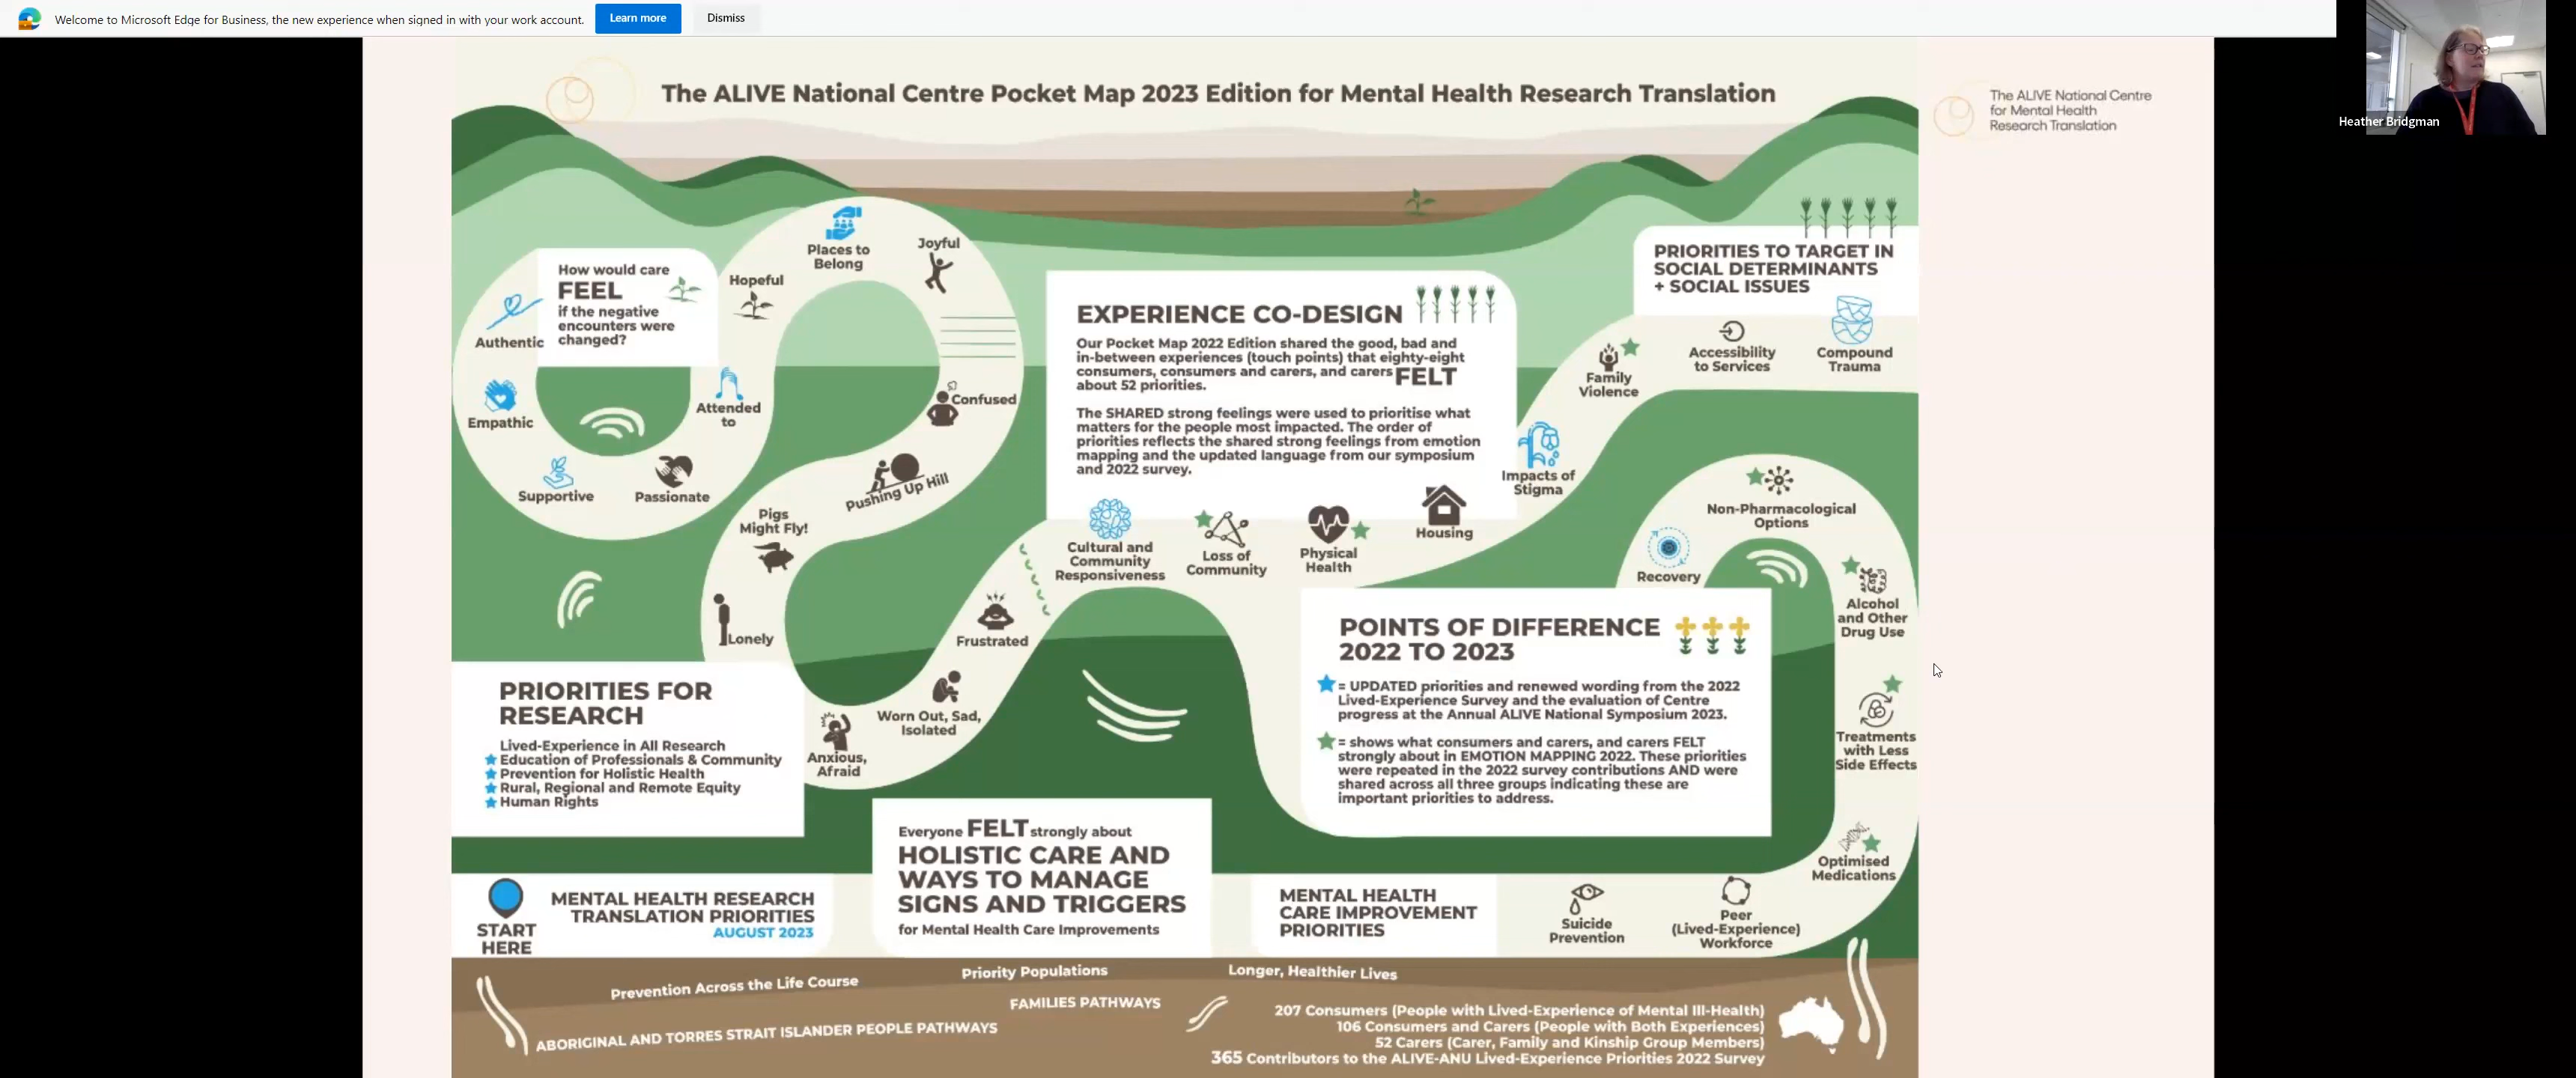 Welcome to Microsoft Edge for Business, the new experience when signed in with your work account.
Learn more
Dismiss
Heather Bridgman
The ALIVE National Centre Pocket Map 2023 Edition for Mental Health Research Translation
The ALIVE National Centre
for Mental Health
Research Translation
How would care
FEEL
if the negative
encounters were
changed?
Authentic
Empathic
Supportive
Passionate
Attended
to
Hopeful
Places to
Belong
Joyful
Confused
Pushing Up Hill
Pigs
Might Fly!
Lonely
Anxious,
Afraid
Worn Out, Sad,
Isolated
Frustrated
EXPERIENCE CO-DESIGN
Our Pocket Map 2022 Edition shared the good, bad and
in-between experiences (touch points) that eighty-eight
consumers, consumers and carers, and carers FELT
about 52 priorities.
The SHARED strong feelings were used to prioritise what
matters for the people most impacted. The order of
priorities reflects the shared strong feelings from emotion
mapping and the updated language from our symposium
and 2022 survey.
Cultural and
Community
Responsiveness
Loss of
Community
Physical
Health
Housing
Impacts of
Stigma
Family
Violence
Accessibility
to Services
Compound
Trauma
PRIORITIES TO TARGET IN
SOCIAL DETERMINANTS
+ SOCIAL ISSUES
Recovery
Non-Pharmacological
Options
Alcohol
and Other
Drug Use
Treatments
with Less
Side Effects
Optimised
Medications
Peer
(Lived-Experience)
Workforce
Suicide
Prevention
POINTS OF DIFFERENCE
2022 TO 2023
= UPDATED priorities and renewed wording from the 2022
Lived-Experience Survey and the evaluation of Centre
progress at the Annual ALIVE National Symposium 2023.
= shows what consumers and carers, and carers FELT
strongly about in EMOTION MAPPING 2022. These priorities
were repeated in the 2022 survey contributions AND were
shared across all three groups indicating these are
important priorities to address.
PRIORITIES FOR
RESEARCH
Lived-Experience in All Research
Education of Professionals & Community
Prevention for Holistic Health
Rural, Regional and Remote Equity
Human Rights
START
HERE
MENTAL HEALTH RESEARCH
TRANSLATION PRIORITIES
AUGUST 2023
Everyone FELT strongly about
HOLISTIC CARE AND
WAYS TO MANAGE
SIGNS AND TRIGGERS
for Mental Health Care Improvements
MENTAL HEALTH
CARE IMPROVEMENT
PRIORITIES
Prevention Across the Life Course
Priority Populations
Longer, Healthier Lives
FAMILIES PATHWAYS
ABORIGINAL AND TORRES STRAIT ISLANDER PEOPLE PATHWAYS
207 Consumers (People with Lived-Experience of Mental Ill-Health)
106 Consumers and Carers (People with Both Experiences)
52 Carers (Carer, Family and Kinship Group Members)
365 Contributors to the ALIVE-ANU Lived-Experience Priorities 2022 Survey